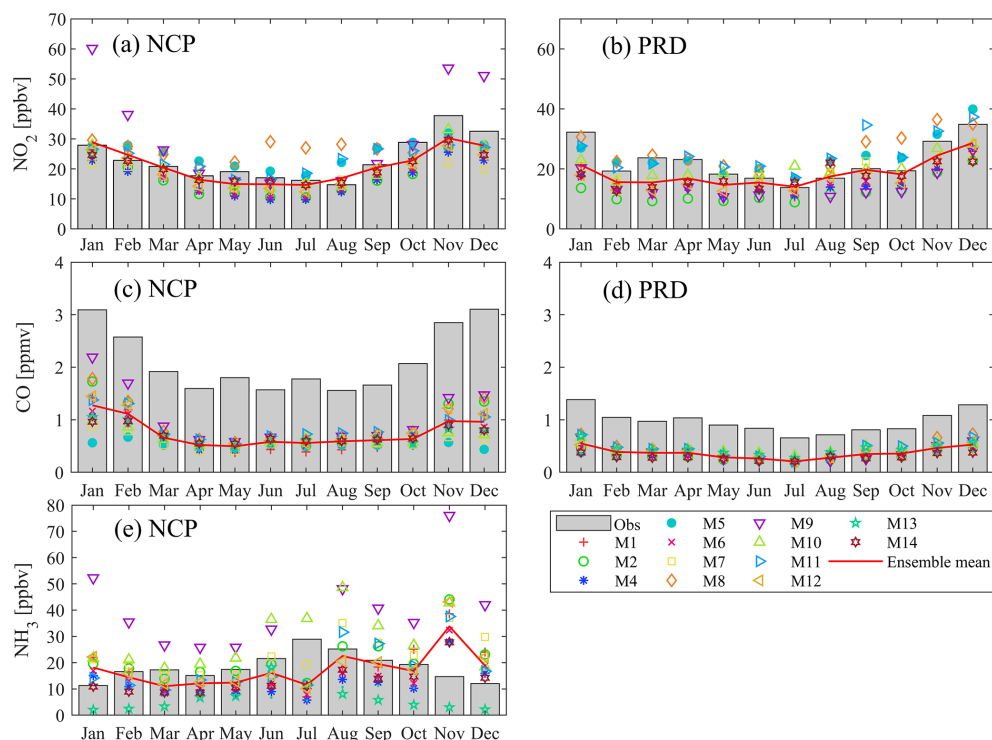 (a) NCP
NO2 [ppbv]
70
60
50
40
30
20
10
0
Jan Feb Mar Apr May Jun Jul Aug Sep Oct Nov Dec
(b) PRD
60
40
20
0
Jan Feb Mar Apr May Jun Jul Aug Sep Oct Nov Dec
(c) NCP
CO [ppmv]
4
3
2
1
0
Jan Feb Mar Apr May Jun Jul Aug Sep Oct Nov Dec
(d) PRD
4
3
2
1
0
Jan Feb Mar Apr May Jun Jul Aug Sep Oct Nov Dec
(e) NCP
NH3 [ppbv]
80
70
60
50
40
30
20
10
0
Jan Feb Mar Apr May Jun Jul Aug Sep Oct Nov Dec
Obs M5 M9 M13
M1 M6 M10 M14
M2 M7 M11 Ensemble mean
M4 M8 M12